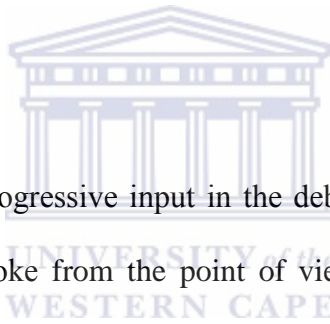 ogressive input in the deb
UNIVERSITY of the
oke from the point of vie
WESTERN CAPE